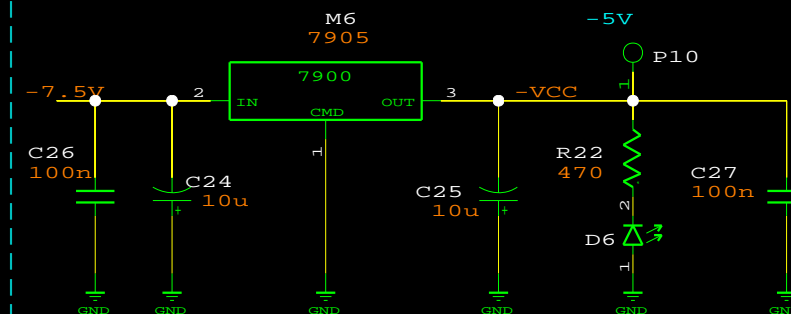 M6
7905
-5V
P10
1
7900
-7.5V
2
IN
OUT
3
-VCC
CMD
1
C26
100n
C24
10u
+
C25
10u
+
R22
470
2
D6
1
C27
100n
GND
GND
GND
GND
GND
GND